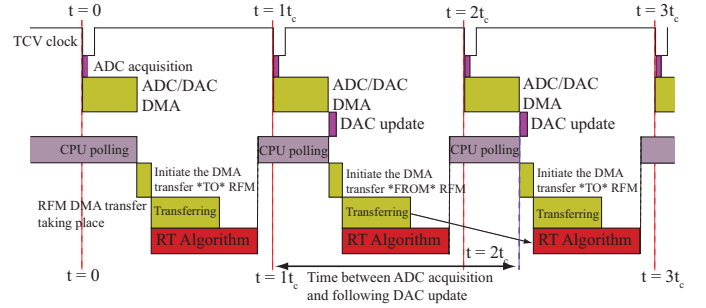 t = 0
t = 1t_c
t = 2t_c
t = 3t_c
TCV clock
ADC acquisition
ADC/DAC
DMA
ADC/DAC
DMA
ADC/DAC
DMA
DAC update
DAC update
CPU polling
CPU polling
CPU polling
Initiate the DMA
transfer *TO* RFM
Initiate the DMA
transfer *FROM* RFM
Initiate the DMA
transfer *TO* RFM
RFM DMA transfer
taking place
Transferring
Transferring
Transferring
RT Algorithm
RT Algorithm
RT Algorithm
t = 2t_c
t = 0
t = 1t_c
Time between ADC acquisition
and following DAC update
t = 3t_c